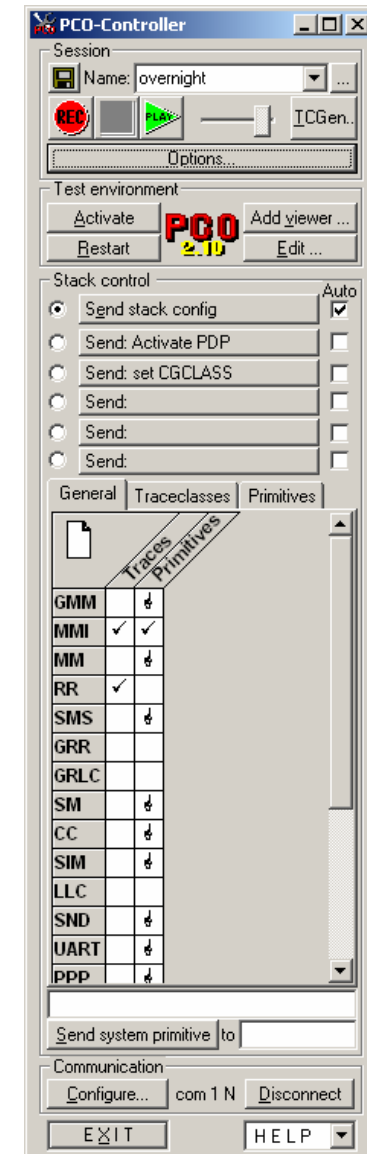 PCO-Controller
Session
Name: overnight ...
REC PLAY TCGen..
Options...
Test environment
Activate PCO Add viewer ...
Restart 2.10 Edit ...
Stack control
Auto
Send stack config
Send: Activate PDP
Send: set CGCLASS
Send:
Send:
Send:
General Traceclasses Primitives
Traces Primitives
GMM
MMI
MM
RR
SMS
GRR
GRLC
SM
CC
SIM
LLC
SND
UART
PPP
Send system primitive to
Communication
Configure... com 1 N Disconnect
EXIT HELP